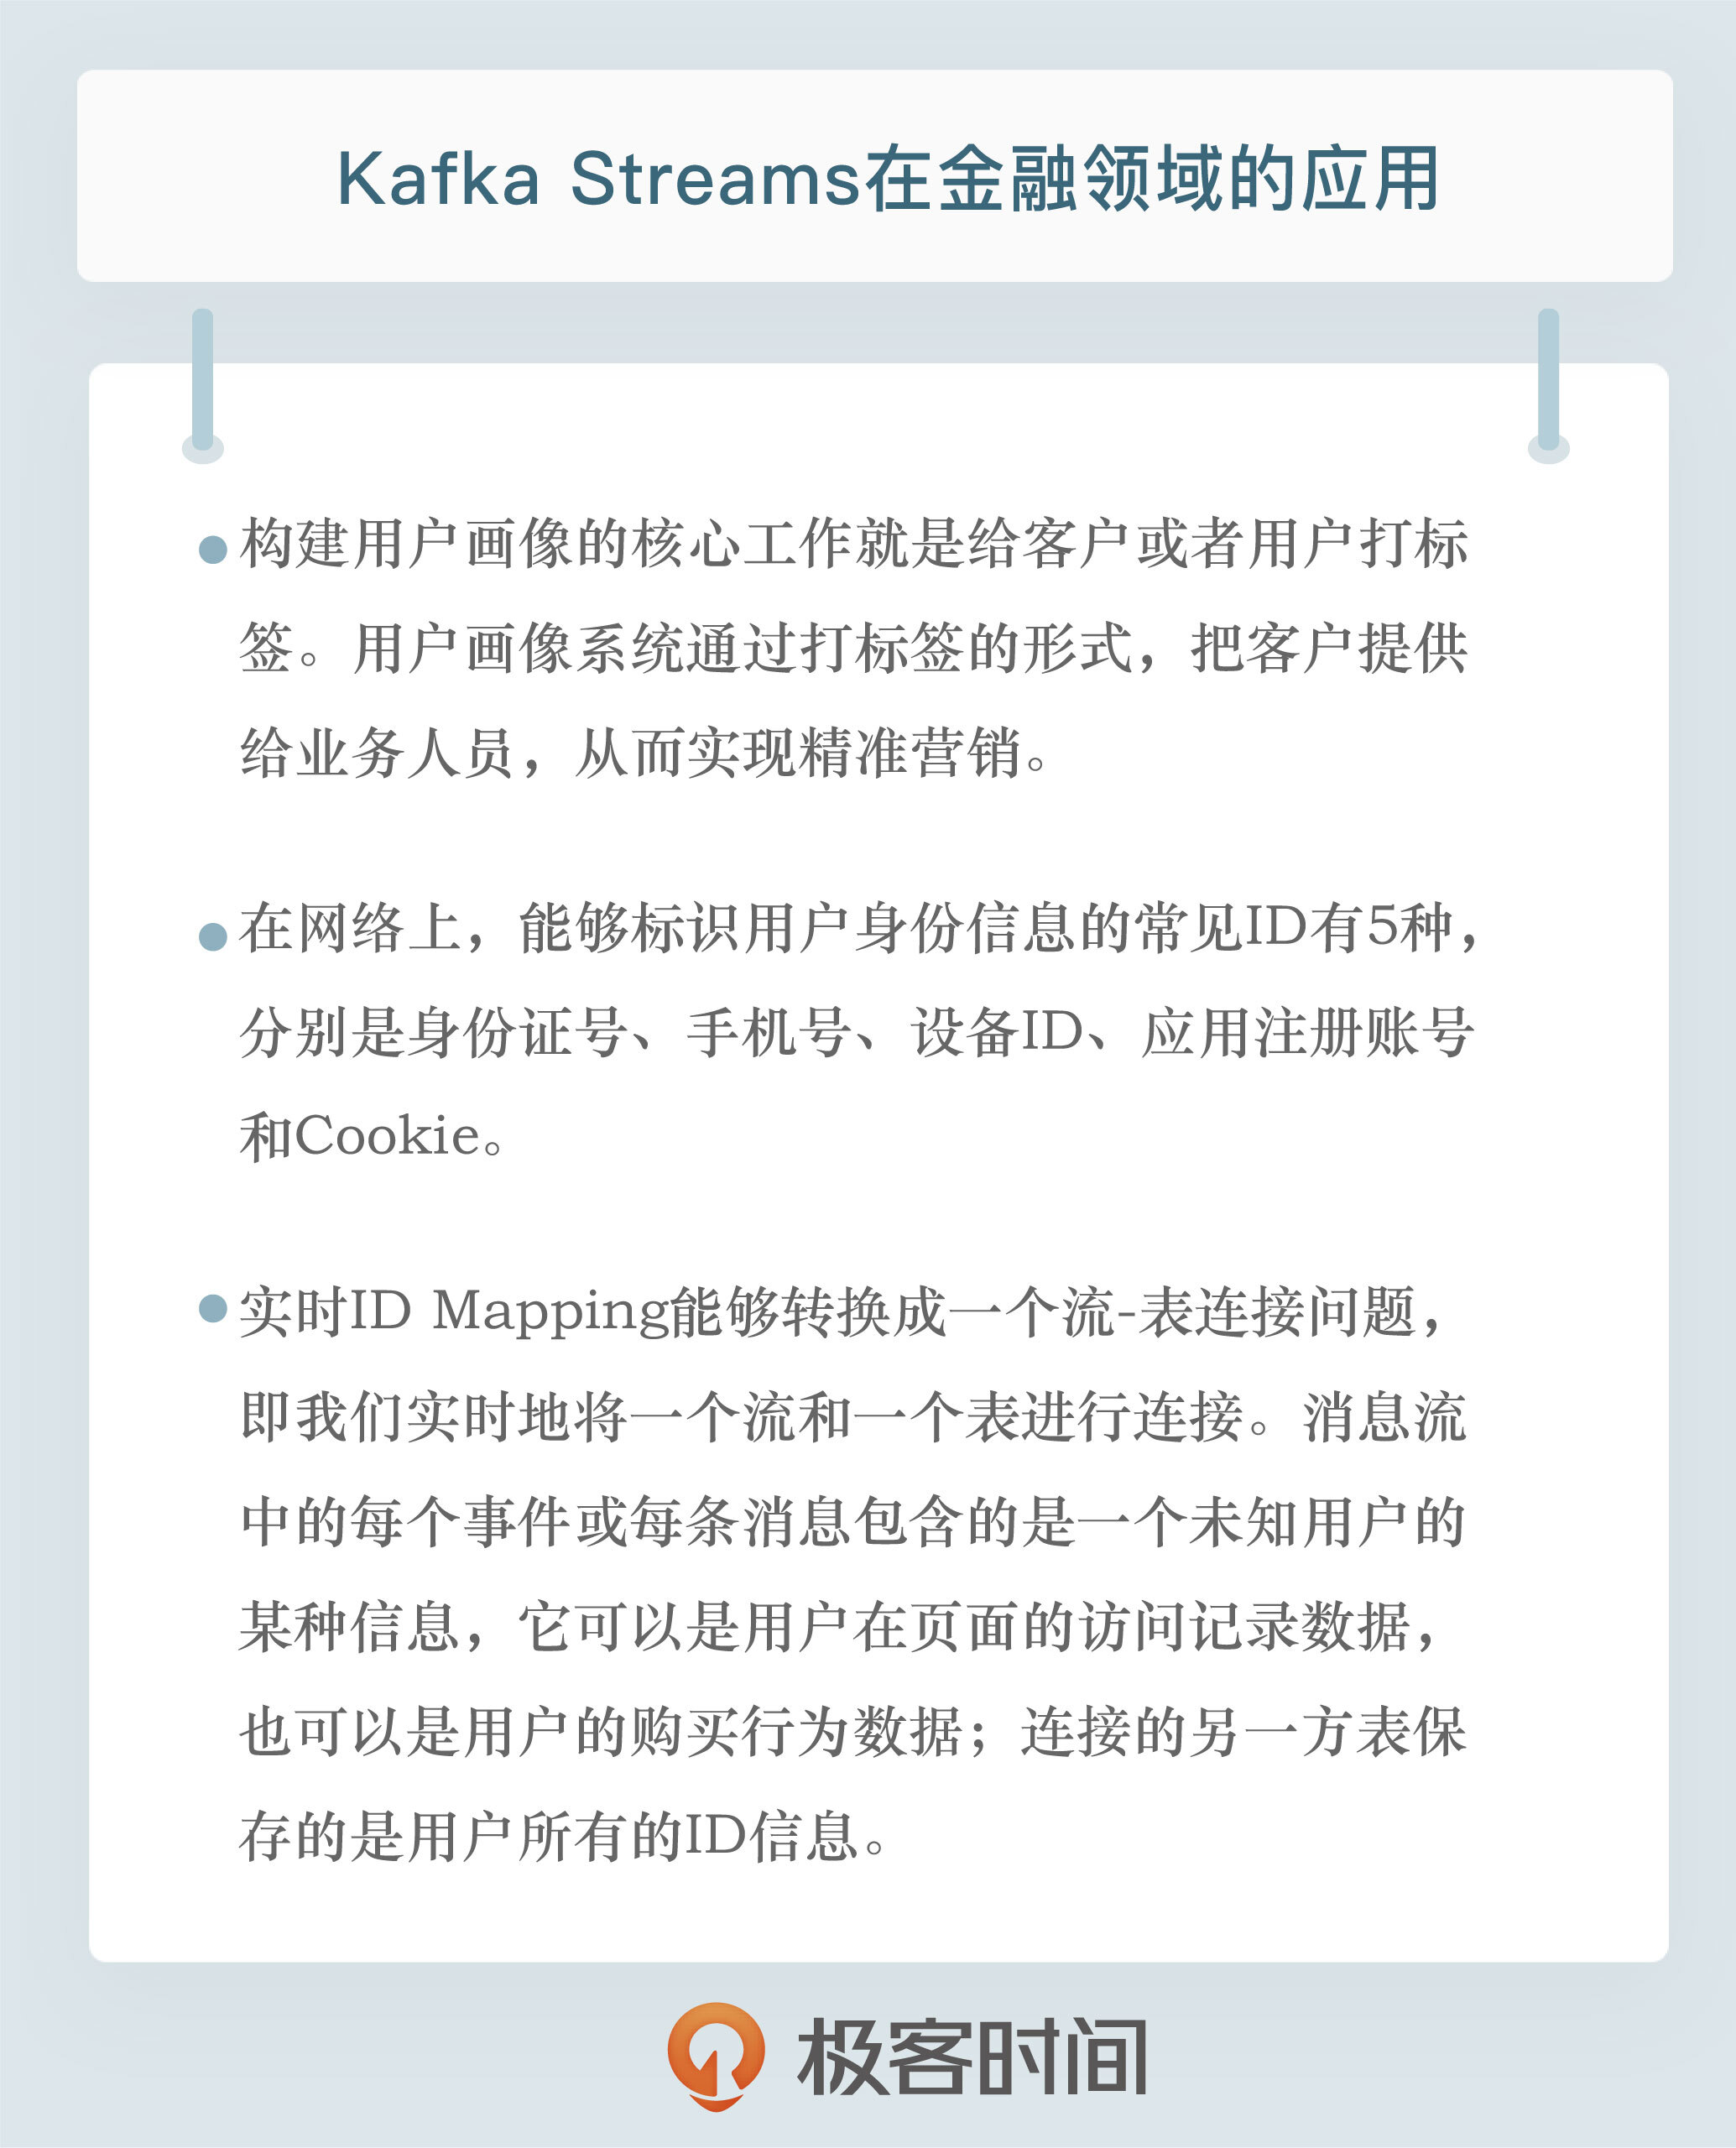 Kafka Streams在金融领域的应用
构建用户画像的核心工作就是给客户或者用户打标
签。用户画像系统通过打标签的形式，把客户提供
给业务人员，从而实现精准营销。
在网络上，能够标识用户身份信息的常见ID有5种，
分别是身份证号、手机号、设备ID、应用注册账号
和Cookie。
实时ID Mapping能够转换成一个流-表连接问题，
即我们实时地将一个流和一个表进行连接。消息流
中的每个事件或每条消息包含的是一个未知用户的
某种信息，它可以是用户在页面的访问记录数据，
也可以是用户的购买行为数据；连接的另一方表保
存的是用户所有的ID信息。
极客时间